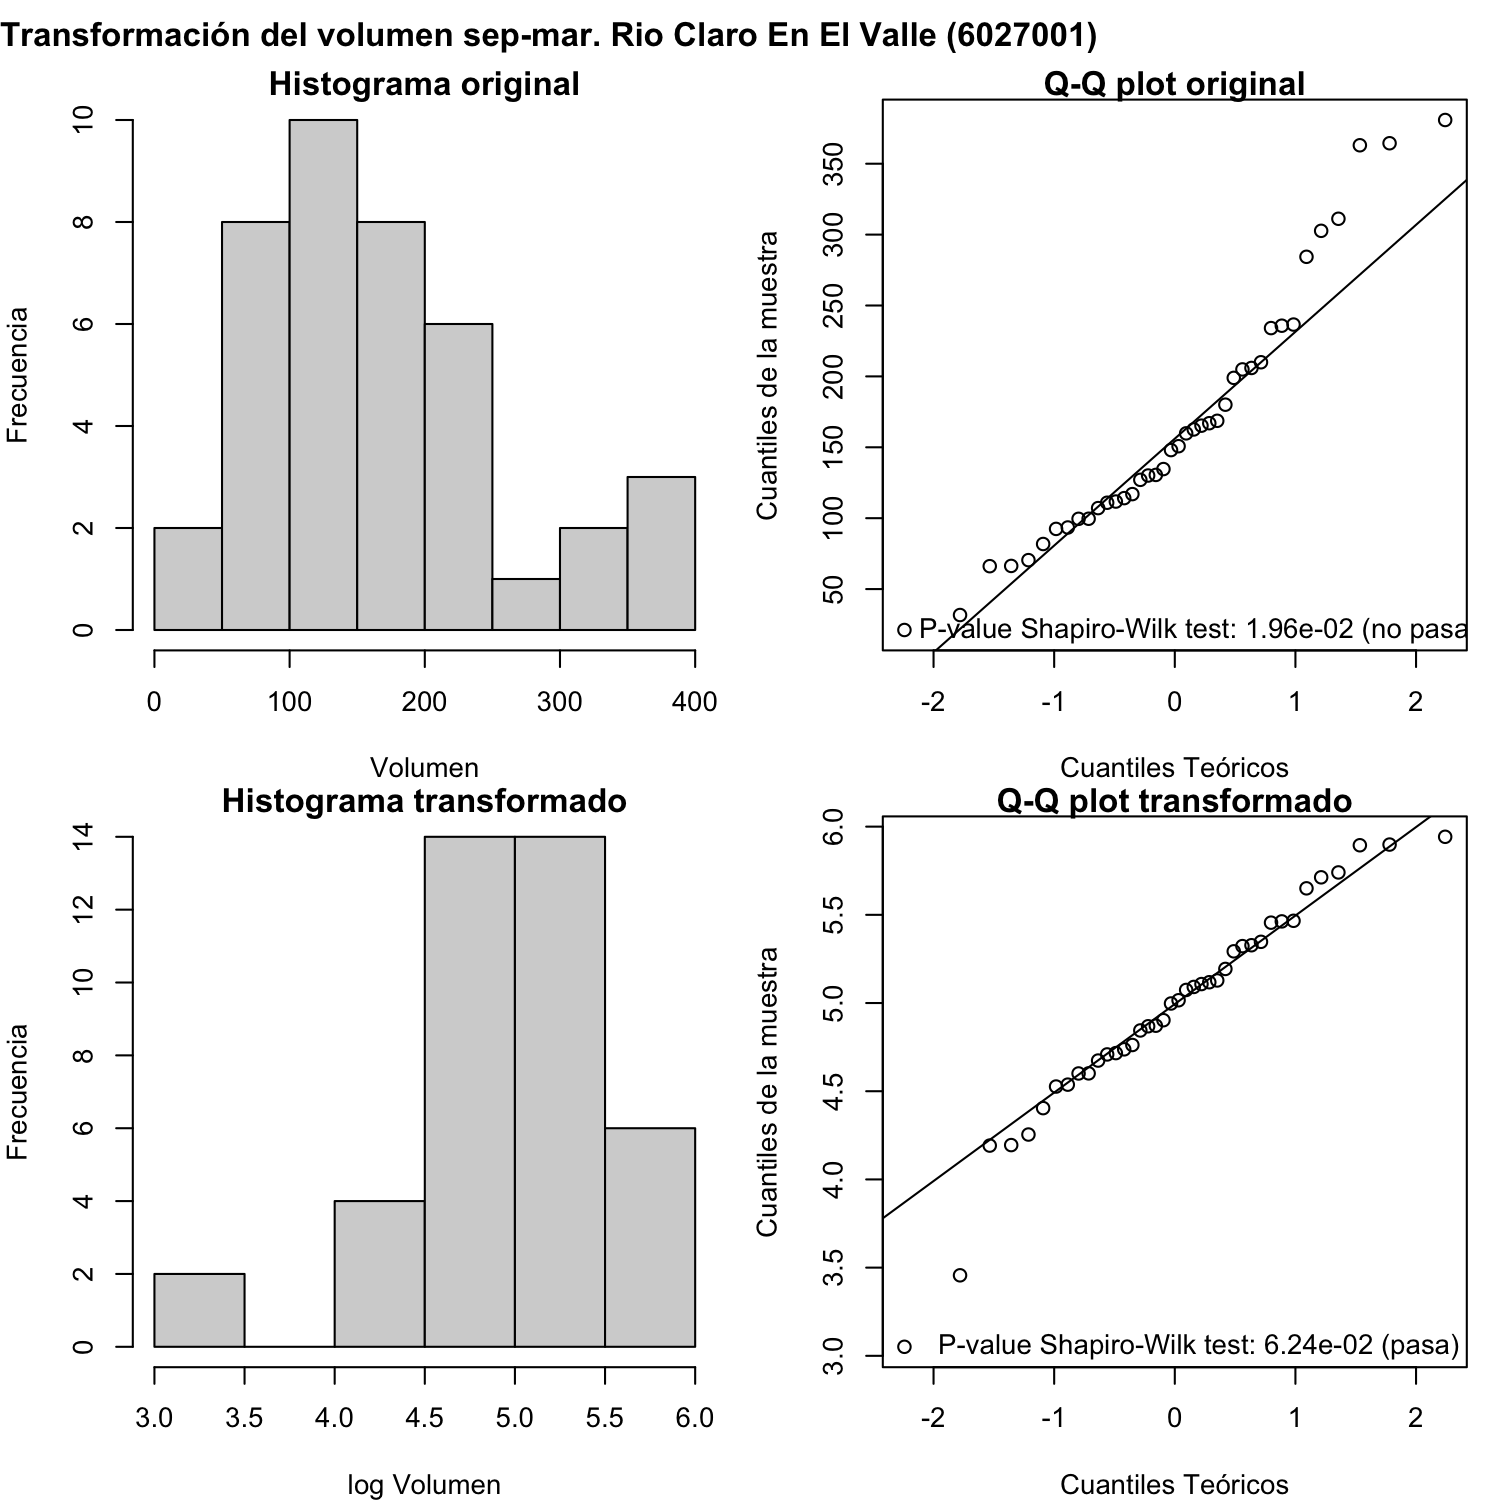 Transformación del volumen sep-mar. Rio Claro En El Valle (6027001)
Histograma original
Frecuencia
0 2 4 6 8 10
0 100 200 300 400
Volumen
Q-Q plot original
Cuantiles de la muestra
50 100 150 200 250 300 350
P-value Shapiro-Wilk test: 1.96e-02 (no pasa
-2 -1 0 1 2
Cuantiles Teóricos
Histograma transformado
Frecuencia
0 2 4 6 8 10 12 14
3.0 3.5 4.0 4.5 5.0 5.5 6.0
log Volumen
Q-Q plot transformado
Cuantiles de la muestra
3.0 3.5 4.0 4.5 5.0 5.5 6.0
P-value Shapiro-Wilk test: 6.24e-02 (pasa)
-2 -1 0 1 2
Cuantiles Teóricos